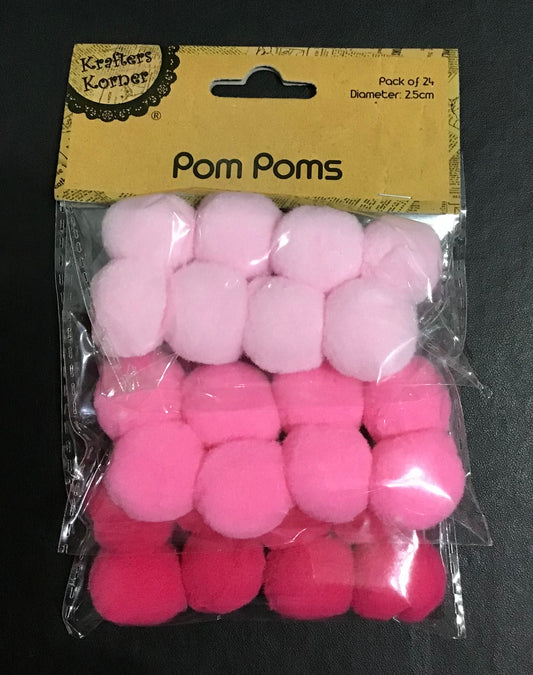 Krafters
Korner
®
Pack of 24
Diameter: 2.5cm
Pom Poms